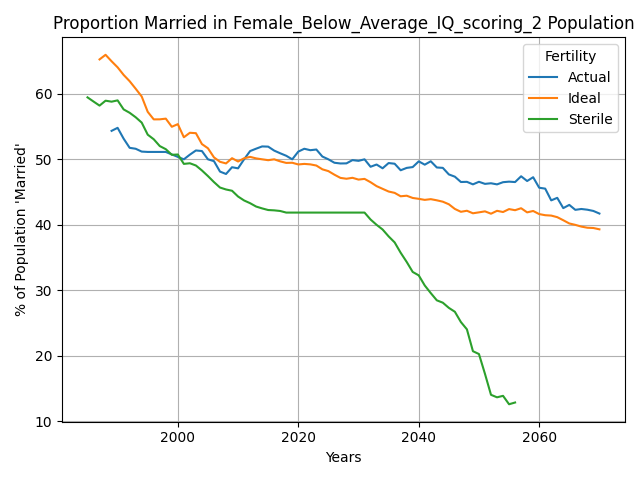 Proportion Married in Female_Below_Average_IQ_scoring_2 Population
Fertility
Actual
Ideal
Sterile
% of Population 'Married'
60
50
40
30
20
10
2000
2020
2040
2060
Years